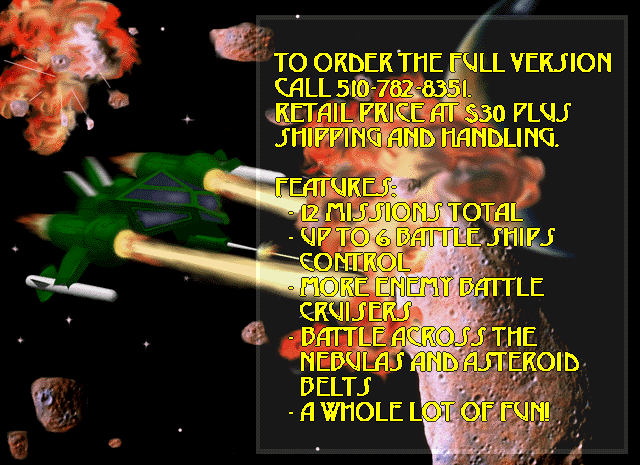 TO ORDER THE FULL VERSION
CALL 510-782-8351.
RETAIL PRICE AT $30 PLUS
SHIPPING AND HANDLING.
FEATURES:
- 12 MISSIONS TOTAL
- UP TO 6 BATTLE SHIPS
CONTROL
- MORE ENEMY BATTLE
CRUISERS
- BATTLE ACROSS THE
NEBULAS AND ASTEROID
BELTS
- A WHOLE LOT OF FUN!